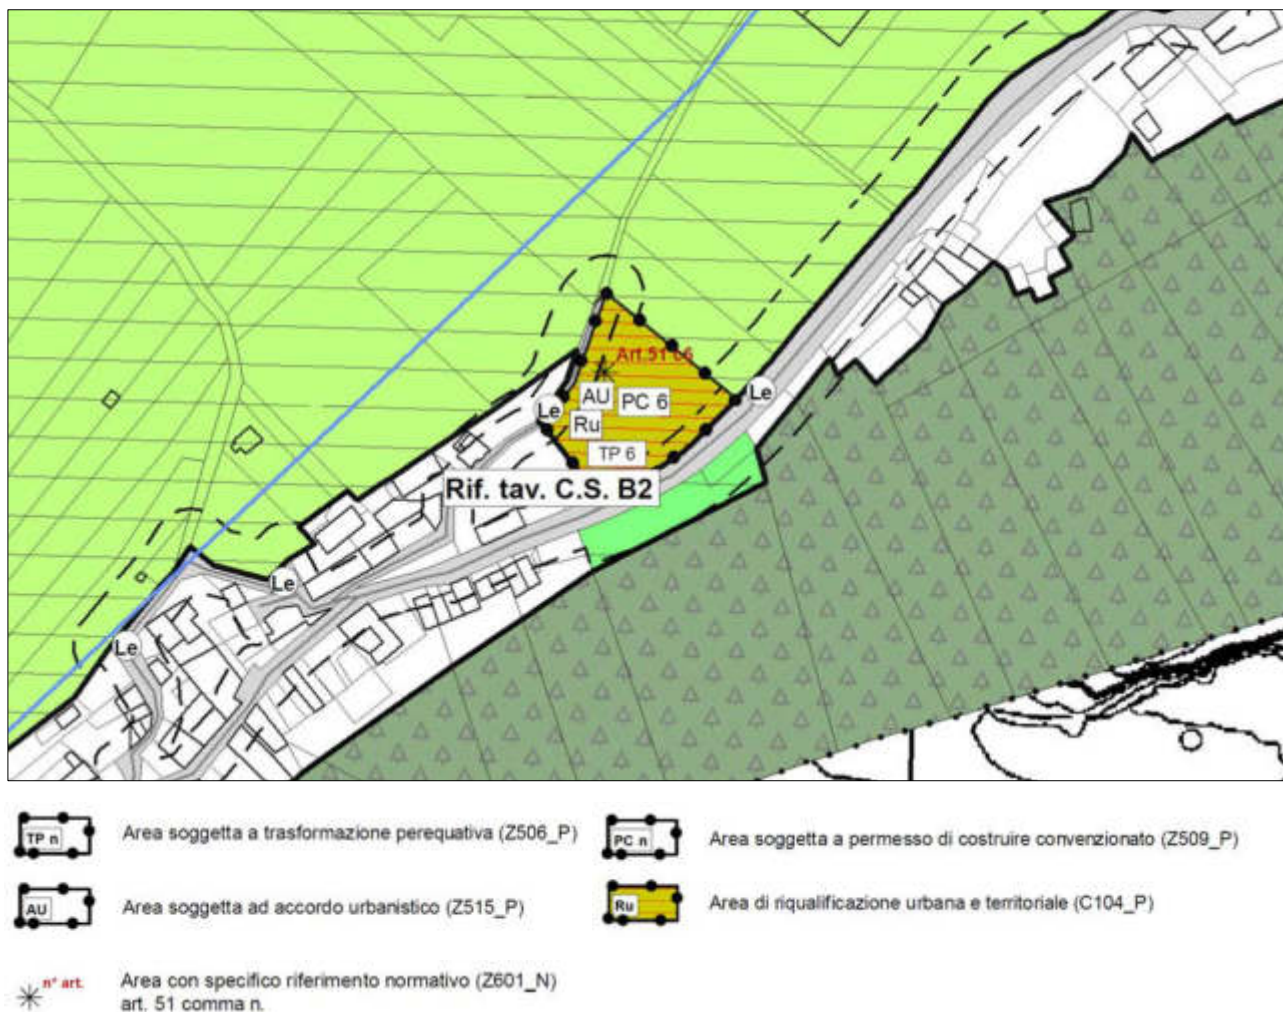 Art.51 c6
AU
PC 6
Le
Le
Ru
TP 6
Rif. tav. C.S. B2
Le
Le
TP n
Area soggetta a trasformazione perequativa (Z506_P)
PC n
Area soggetta a permesso di costruire convenzionato (Z509_P)
AU
Area soggetta ad accordo urbanistico (Z515_P)
Ru
Area di riqualificazione urbana e territoriale (C104_P)
n° art.
Area con specifico riferimento normativo (Z601_N)
art. 51 comma n.